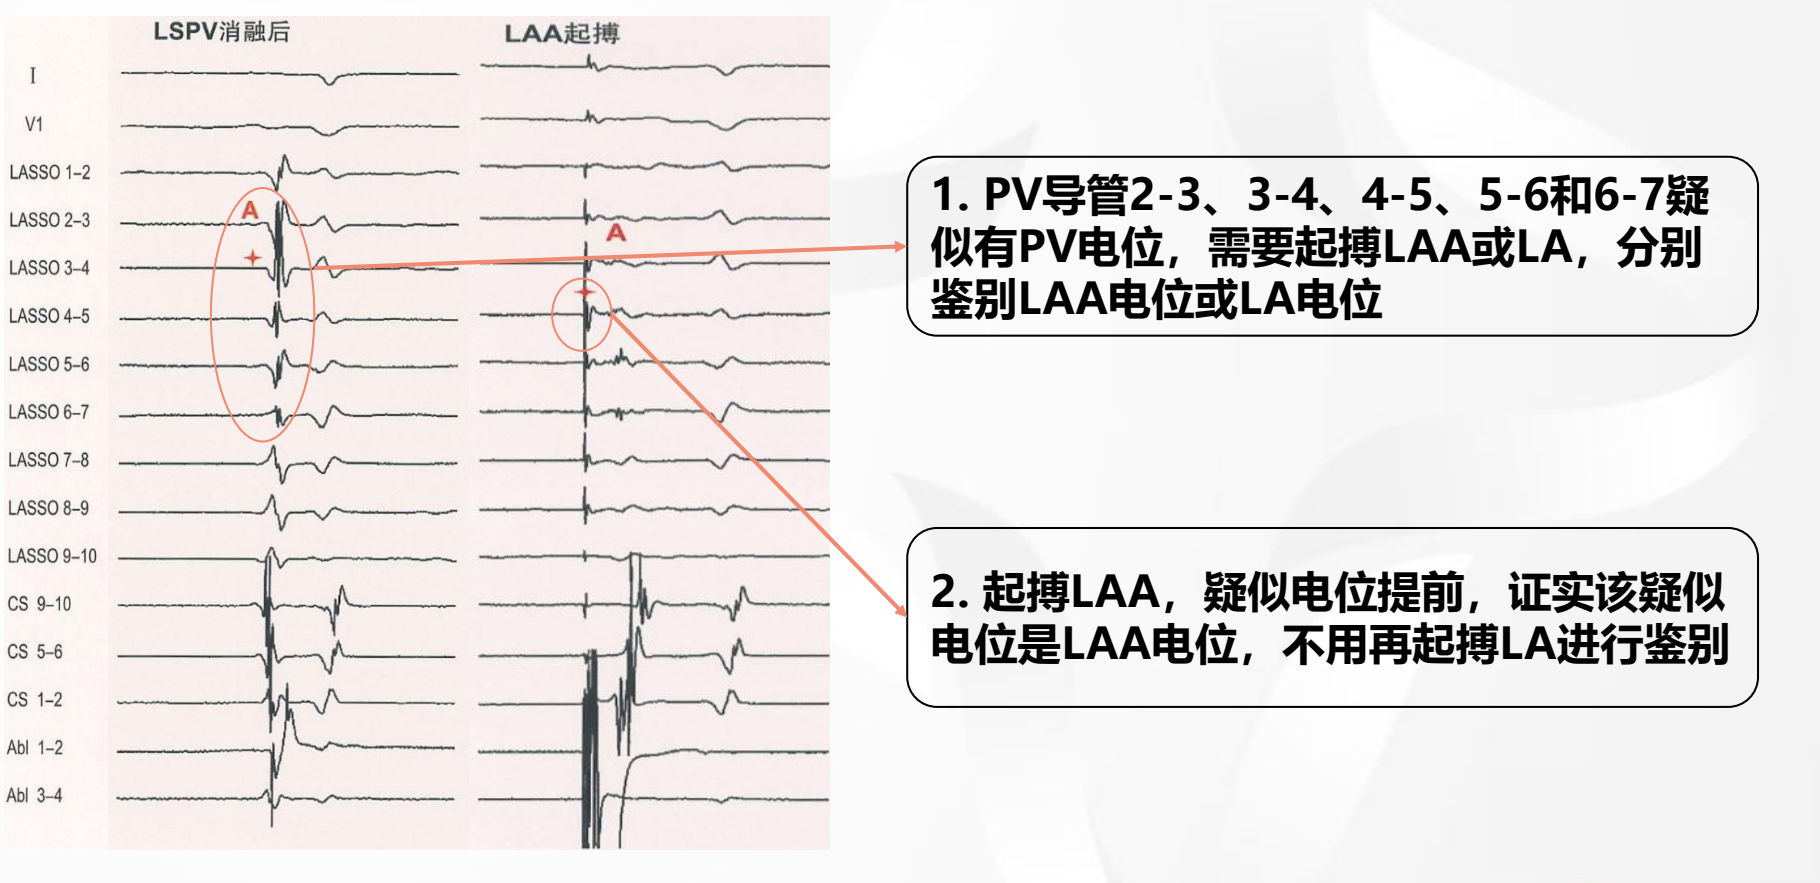 LSPV消融后
LAA起搏
I
V1
LASSO 1–2
LASSO 2–3
LASSO 3–4
LASSO 4–5
LASSO 5–6
LASSO 6–7
LASSO 7–8
LASSO 8–9
LASSO 9–10
CS 9–10
CS 5–6
CS 1–2
Abl 1–2
Abl 3–4
A
A
1. PV导管2-3、3-4、4-5、5-6和6-7疑
似有PV电位，需要起搏LAA或LA，分别
鉴别LAA电位或LA电位
2. 起搏LAA，疑似电位提前，证实该疑似
电位是LAA电位，不用再起搏LA进行鉴别